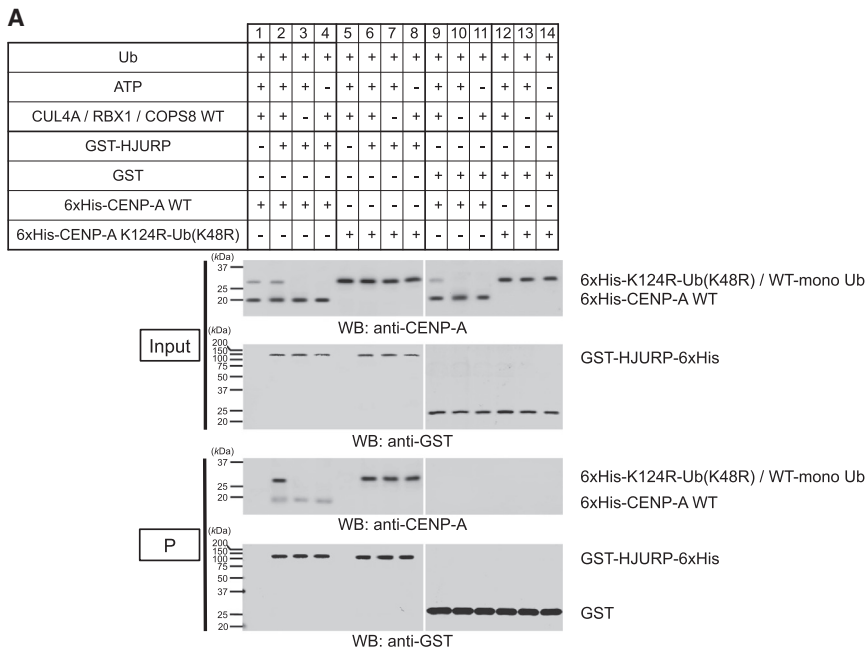 A
1 2 3 4 5 6 7 8 9 10 11 12 13 14
Ub + + + + + + + + + + + + + +
ATP + + + - + + + - + + - + + -
CUL4A / RBX1 / COPS8 WT + + - + + + - + + - + + - +
GST-HJURP - + + + - + + + - - - - - -
GST - - - - - - - - + + + + + +
6xHis-CENP-A WT + + + + - - - - + + + - - -
6xHis-CENP-A K124R-Ub(K48R) - - - - + + + + - - - + + +
Input
(kDa)
37
25
20
6xHis-K124R-Ub(K48R) / WT-mono Ub
6xHis-CENP-A WT
WB: anti-CENP-A
(kDa)
200
150
100
75
50
37
25
20
GST-HJURP-6xHis
WB: anti-GST
P
(kDa)
37
25
20
6xHis-K124R-Ub(K48R) / WT-mono Ub
6xHis-CENP-A WT
WB: anti-CENP-A
(kDa)
200
150
100
75
50
37
25
20
GST-HJURP-6xHis
GST
WB: anti-GST